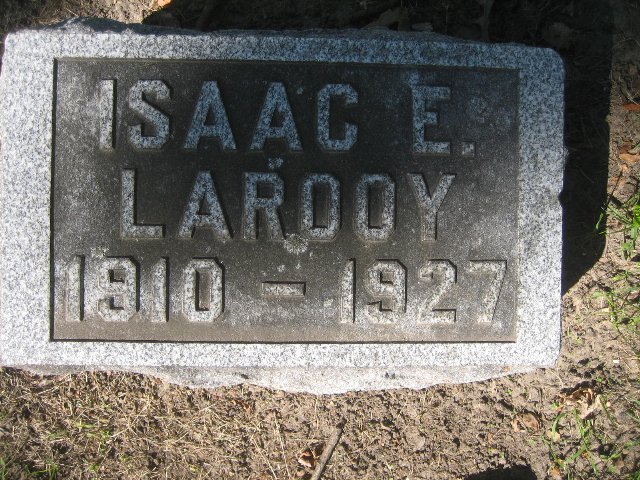 ISAAC E.
LAROOY
1910 – 1927